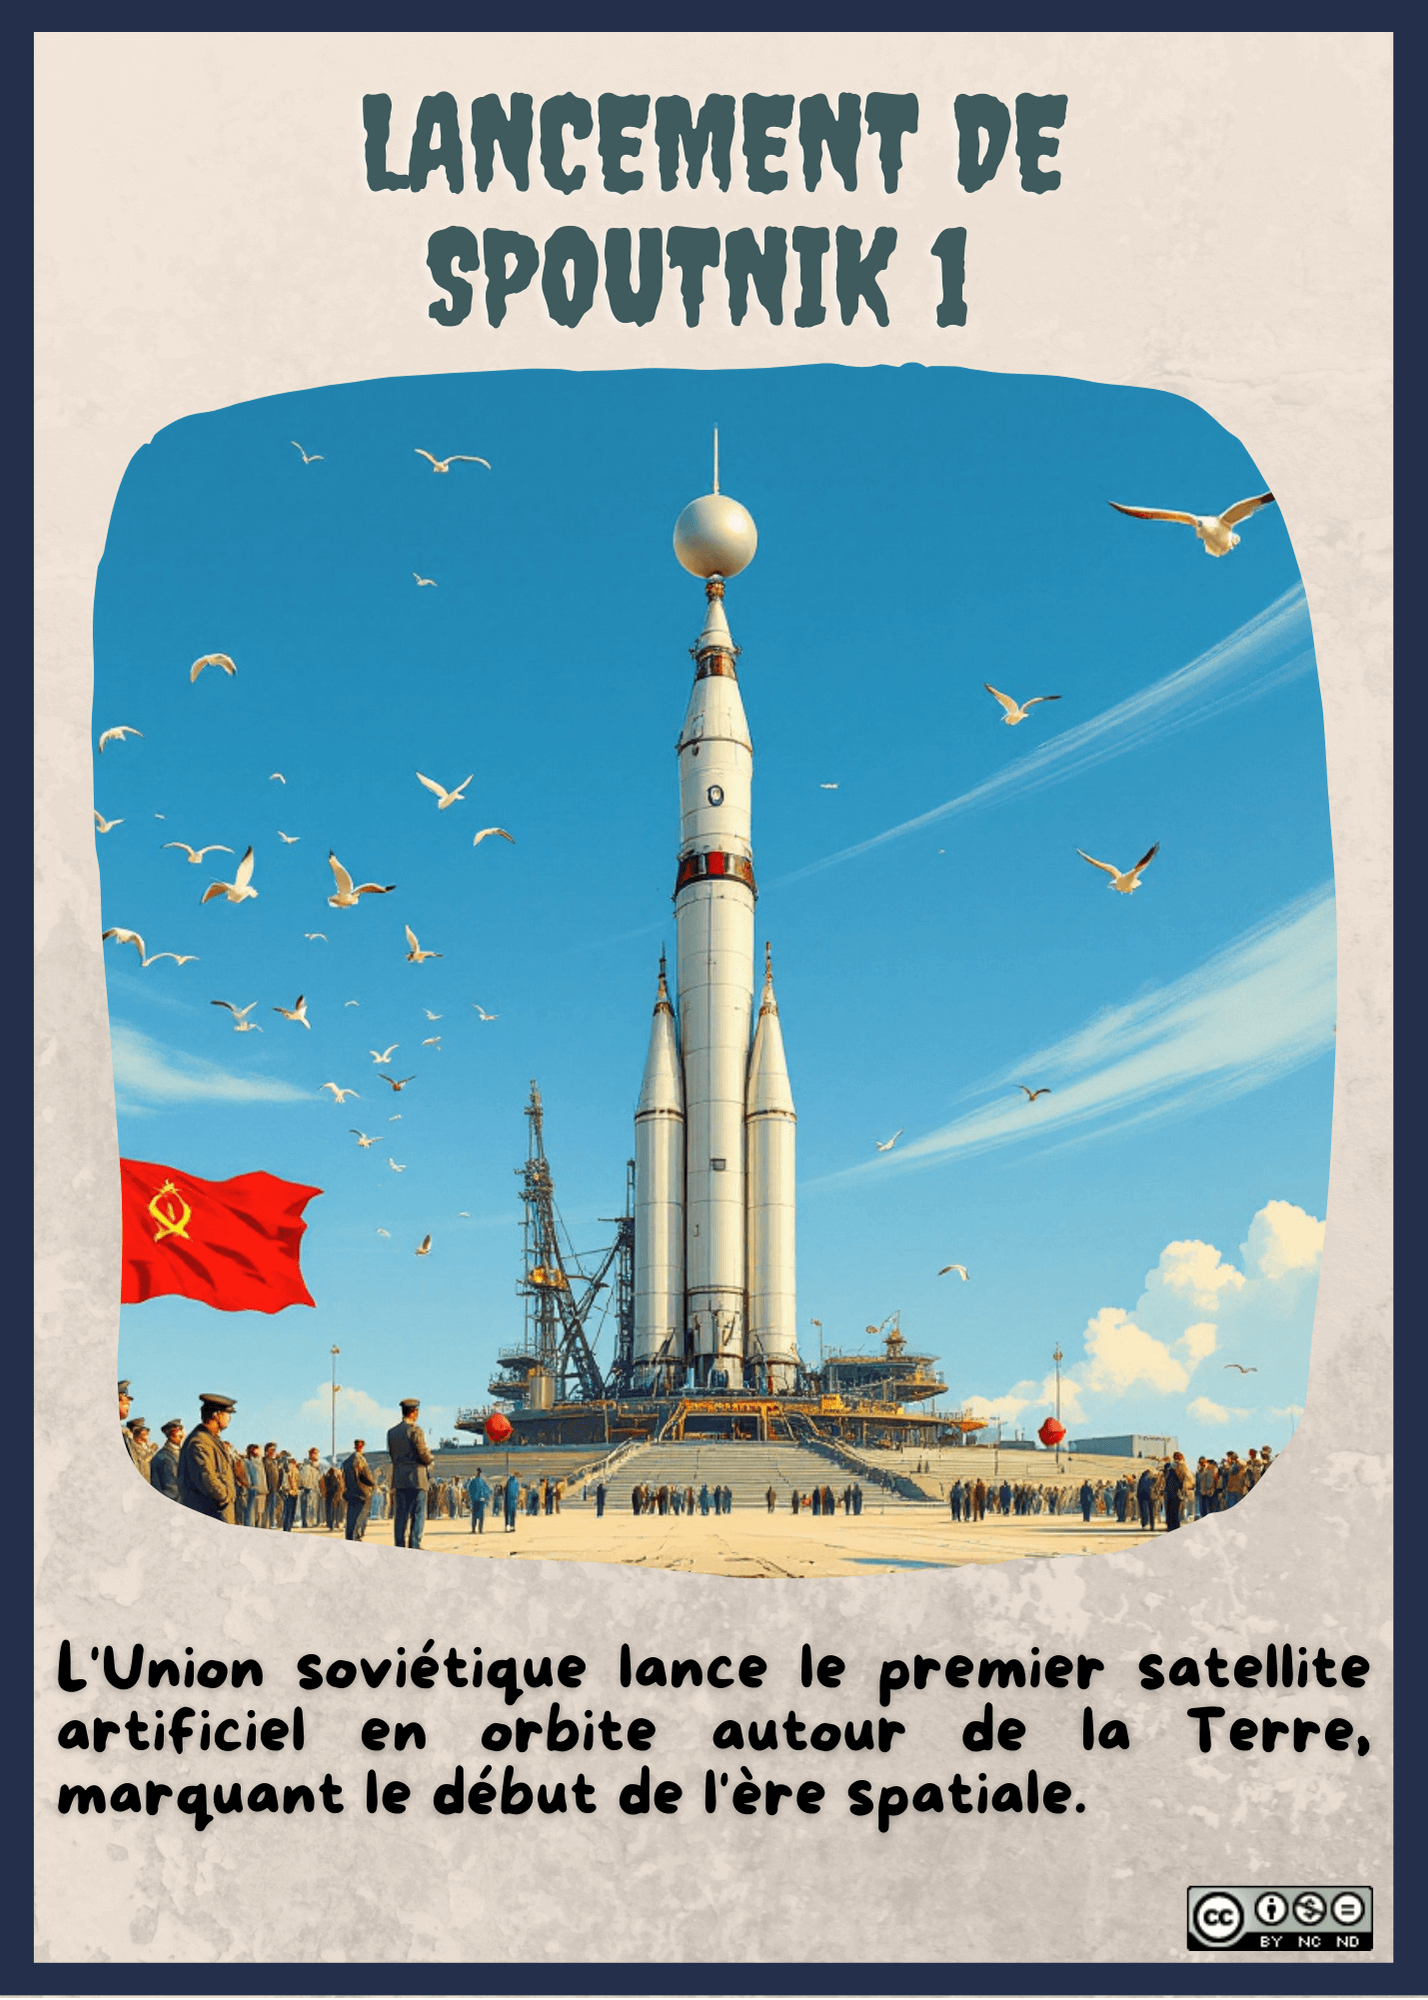 LANCEMENT DE
SPOUTNIK 1
L'Union soviétique lance le premier satellite
artificiel en orbite autour de la Terre,
marquant le début de l'ère spatiale.
cc
BY NC ND